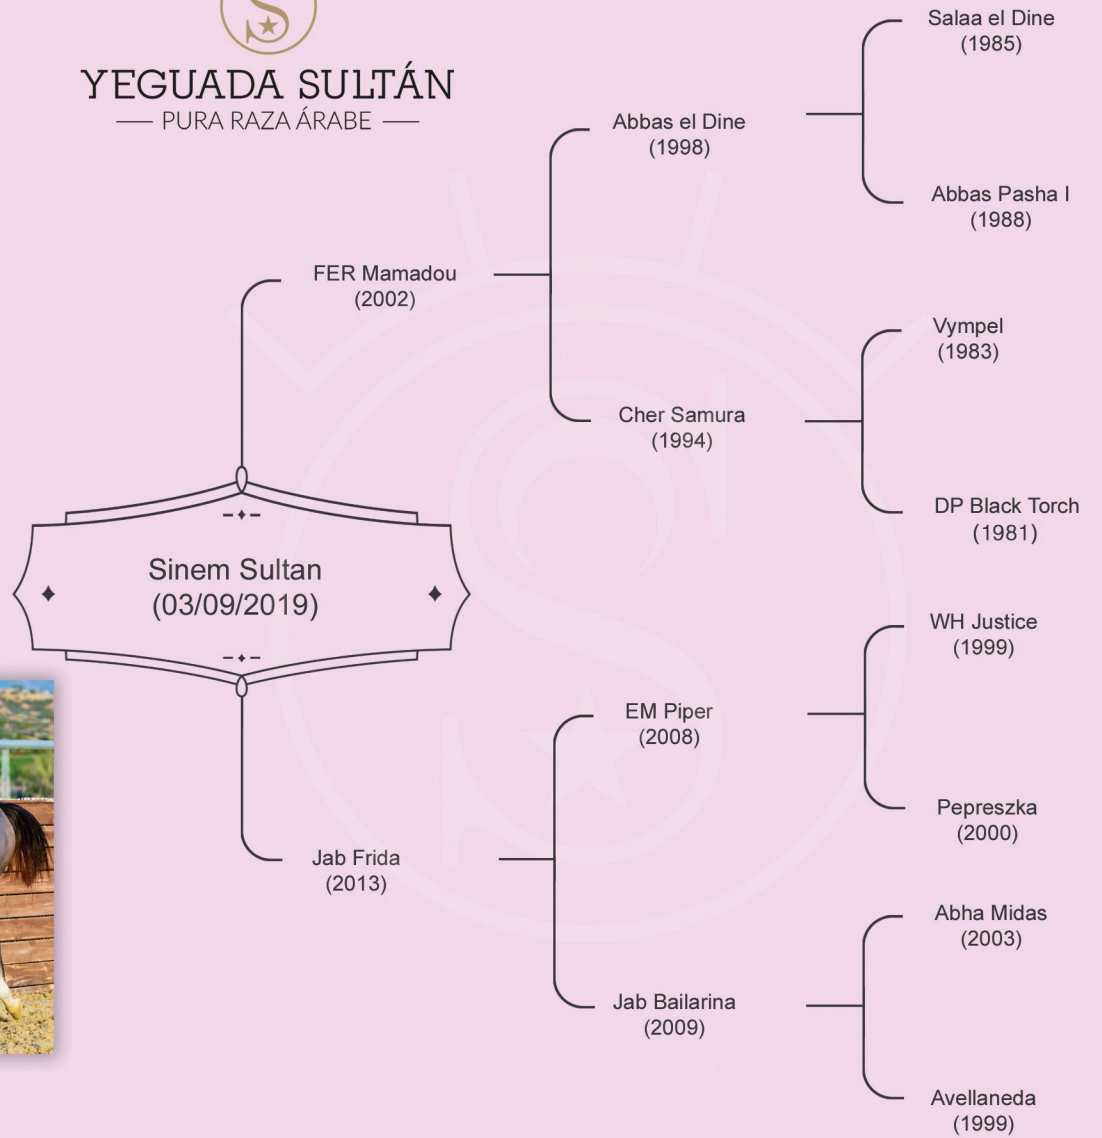 YEGUADA SULTÁN
PURA RAZA ÁRABE
Salaa el Dine
(1985)
Abbas el Dine
(1998)
Abbas Pasha I
(1988)
FER Mamadou
(2002)
Vympel
(1983)
Cher Samura
(1994)
DP Black Torch
(1981)
Sinem Sultan
(03/09/2019)
WH Justice
(1999)
EM Piper
(2008)
Pepreszka
(2000)
Jab Frida
(2013)
Abha Midas
(2003)
Jab Bailarina
(2009)
Avellaneda
(1999)